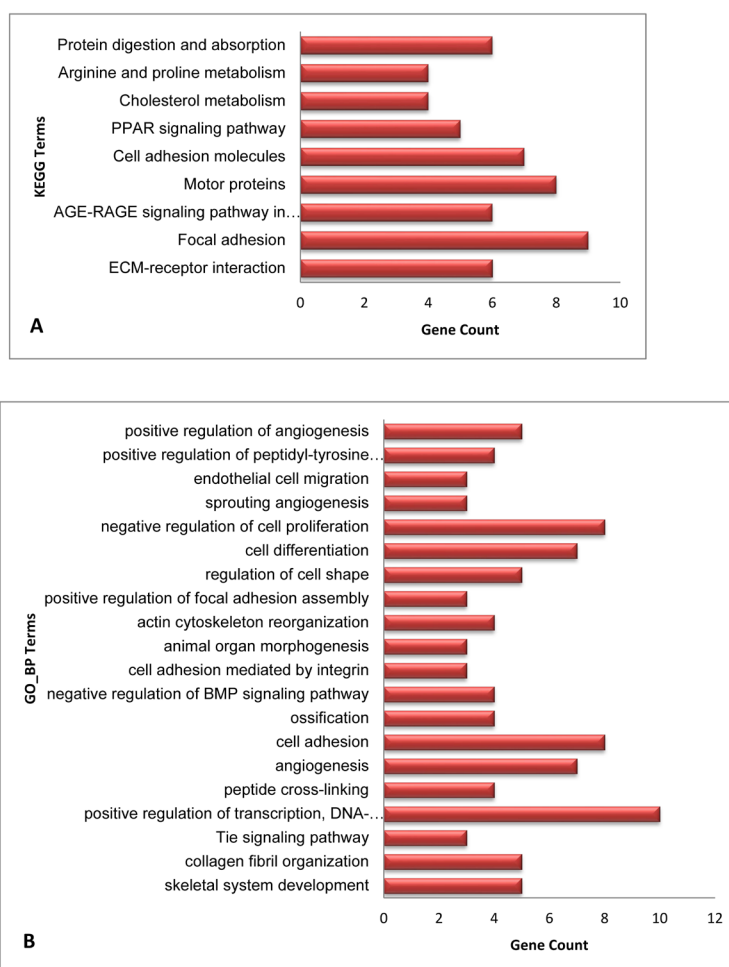 Protein digestion and absorption
Arginine and proline metabolism
Cholesterol metabolism
PPAR signaling pathway
Cell adhesion molecules
Motor proteins
AGE-RAGE signaling pathway in…
Focal adhesion
ECM-receptor interaction
KEGG Terms
0 2 4 6 8 10
Gene Count
A
positive regulation of angiogenesis
positive regulation of peptidyl-tyrosine…
endothelial cell migration
sprouting angiogenesis
negative regulation of cell proliferation
cell differentiation
regulation of cell shape
positive regulation of focal adhesion assembly
actin cytoskeleton reorganization
animal organ morphogenesis
cell adhesion mediated by integrin
negative regulation of BMP signaling pathway
ossification
cell adhesion
angiogenesis
peptide cross-linking
positive regulation of transcription, DNA-…
Tie signaling pathway
collagen fibril organization
skeletal system development
GO_BP Terms
0 2 4 6 8 10 12
Gene Count
B